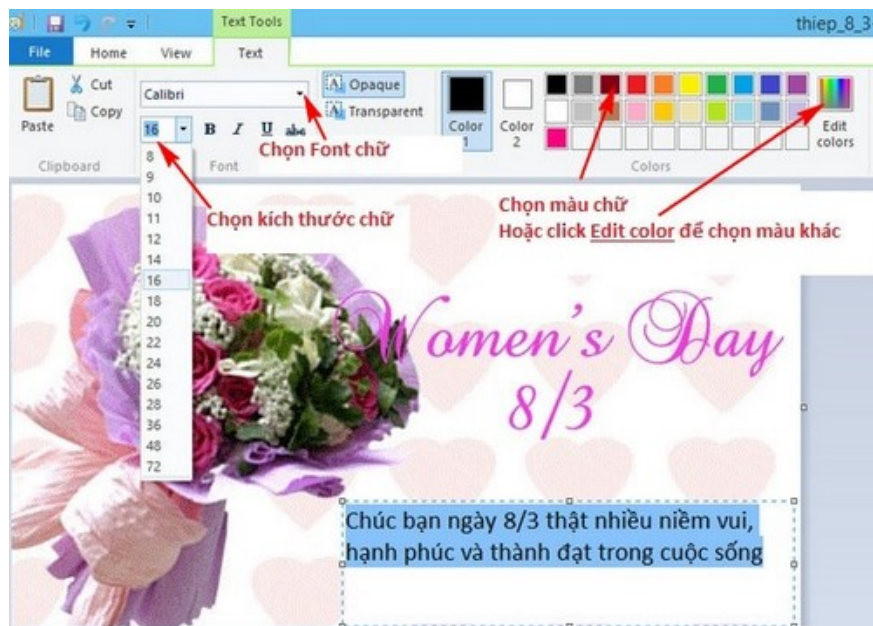 Text Tools
thiep_8_3
File Home View Text
Cut
Copy
Paste
Clipboard
Calibri
16
B I U abc
Font
Opaque
Transparent
Color 1
Color 2
Edit colors
Colors
Chọn Font chữ
Chọn kích thước chữ
Chọn màu chữ
Hoặc click Edit color để chọn màu khác
8
9
10
11
12
14
16
18
20
22
24
26
28
36
48
72
Women's Day
8/3
Chúc bạn ngày 8/3 thật nhiều niềm vui,
hạnh phúc và thành đạt trong cuộc sống